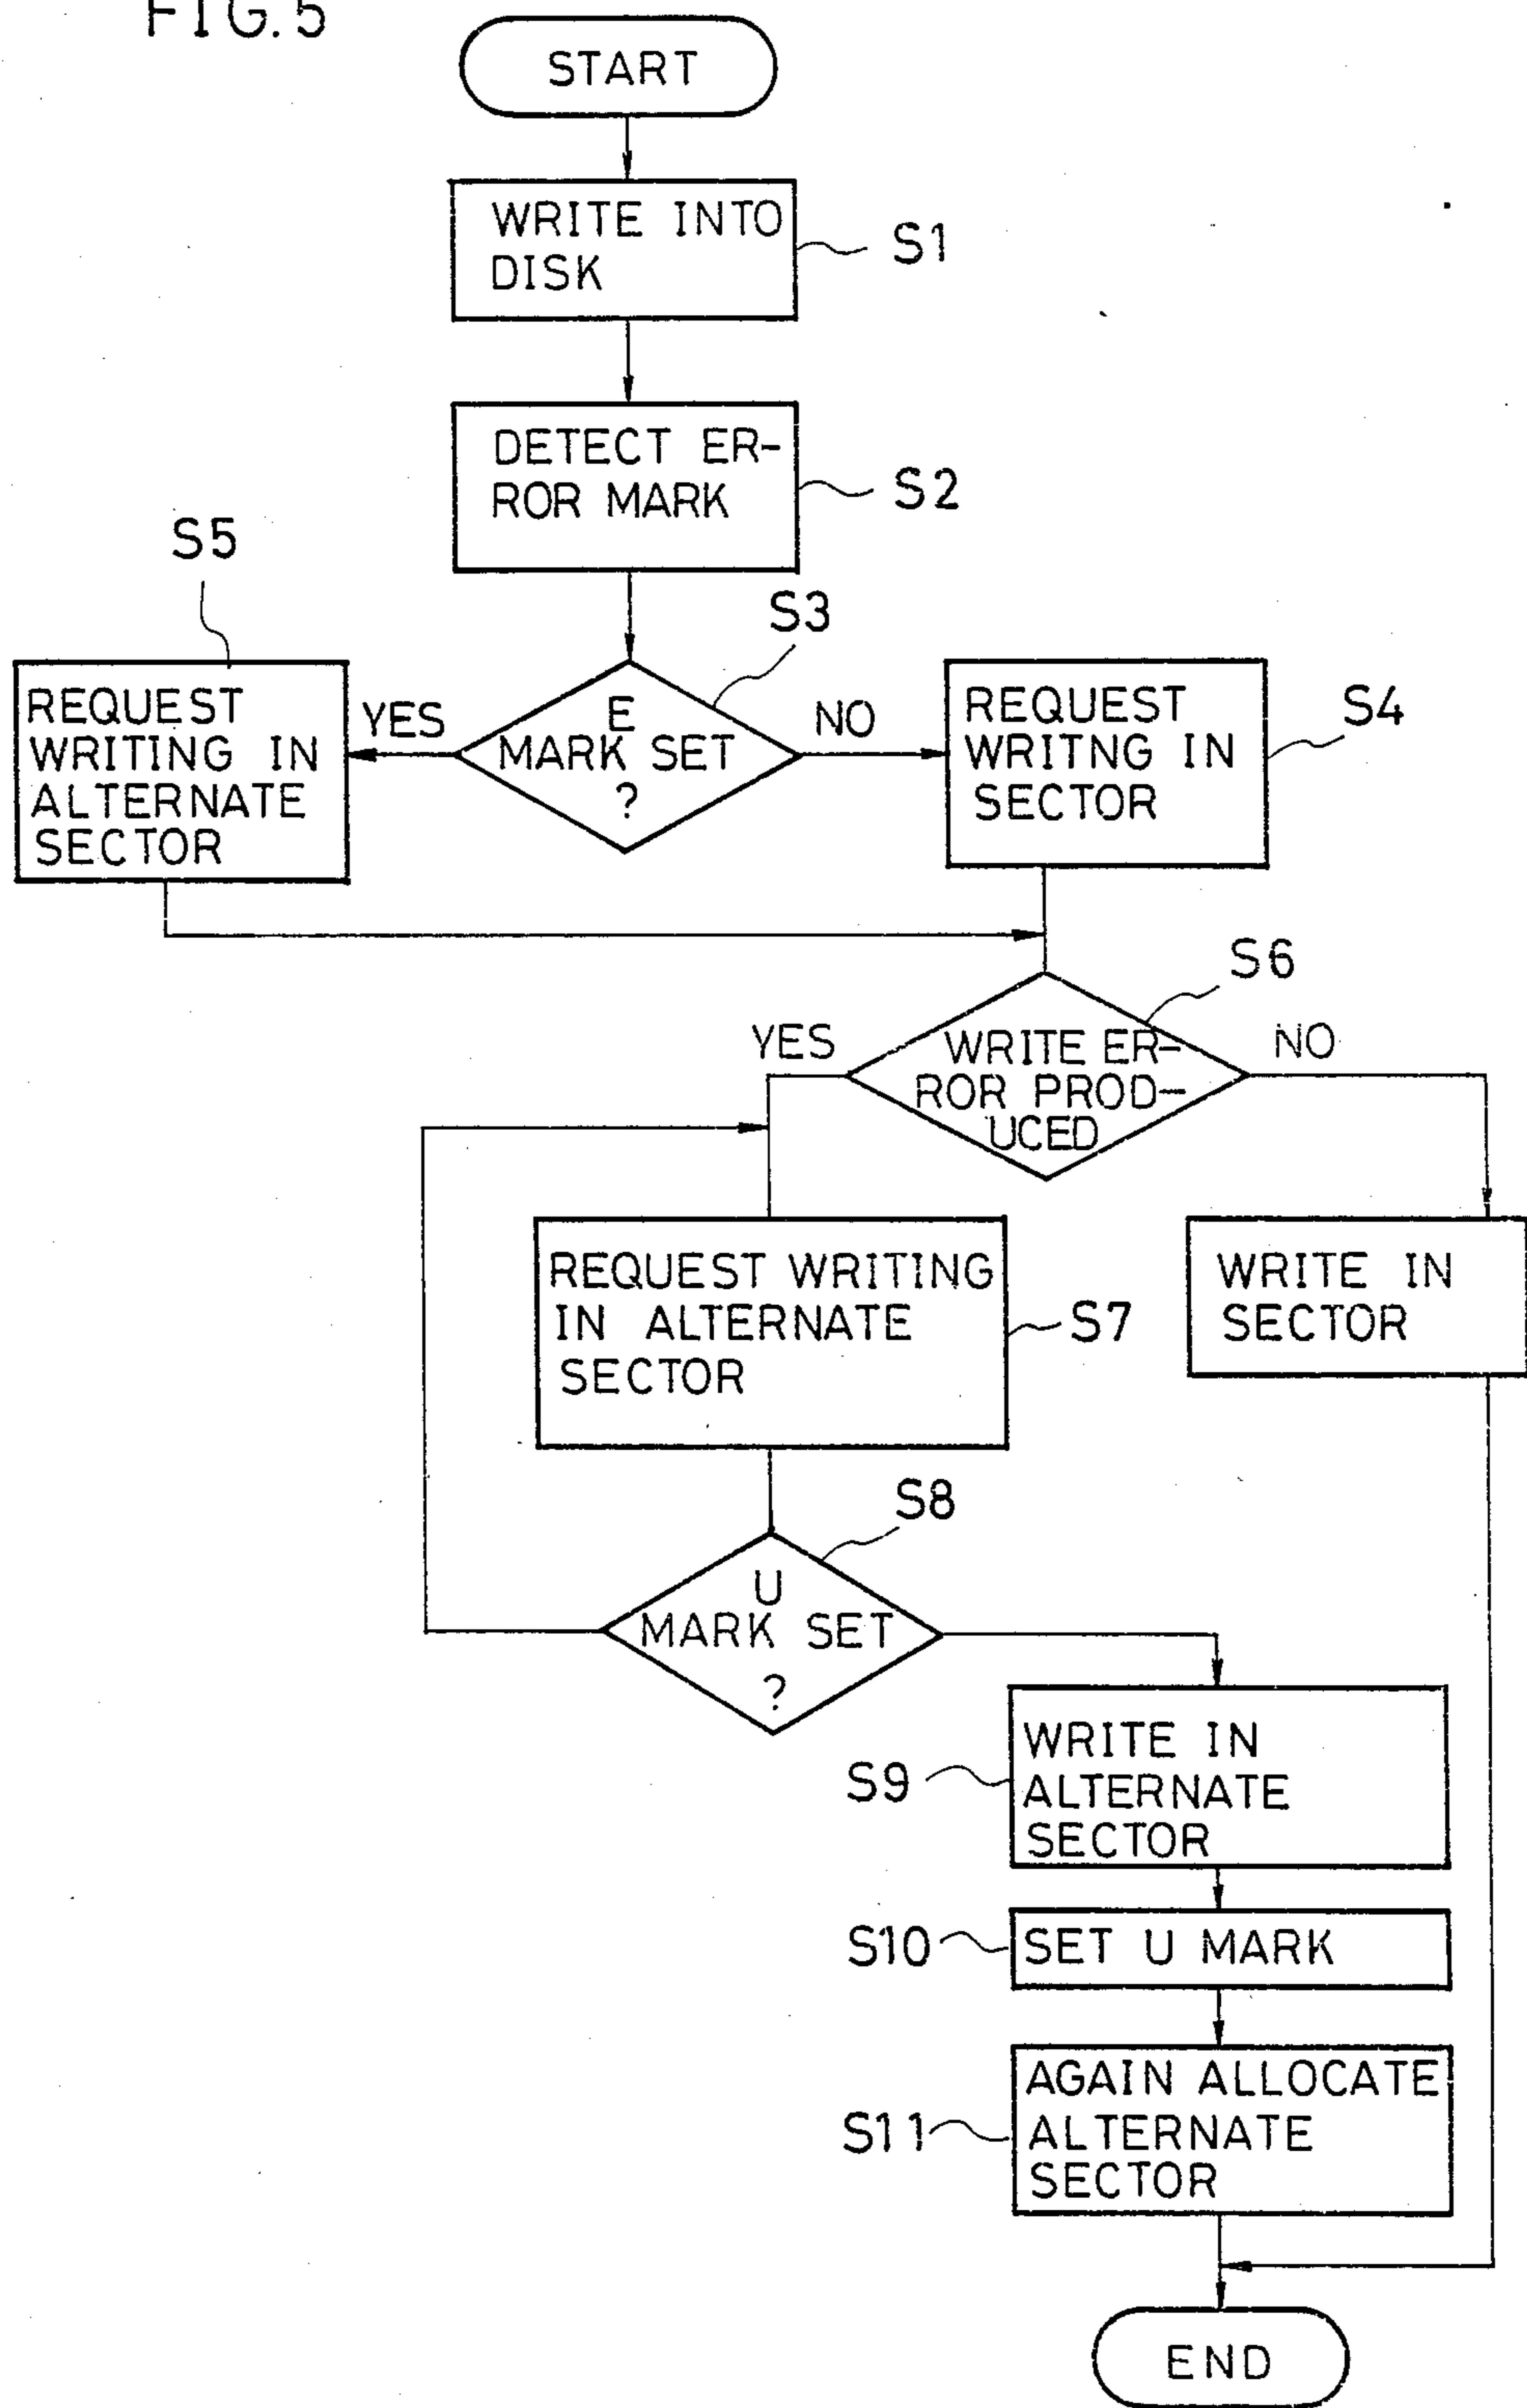 FIG. 5
START
WRITE INTO
DISK
S1
DETECT ER-
ROR MARK
S2
S5
S3
REQUEST
WRITING IN
ALTERNATE
SECTOR
YES
E
MARK SET
?
NO
REQUEST
WRITNG IN
SECTOR
S4
S6
YES
WRITE ER-
ROR PROD-
UCED
NO
REQUEST WRITING
IN ALTERNATE
SECTOR
S7
WRITE IN
SECTOR
S8
U
MARK SET
?
S9
WRITE IN
ALTERNATE
SECTOR
S10
SET U MARK
S11
AGAIN ALLOCATE
ALTERNATE
SECTOR
END